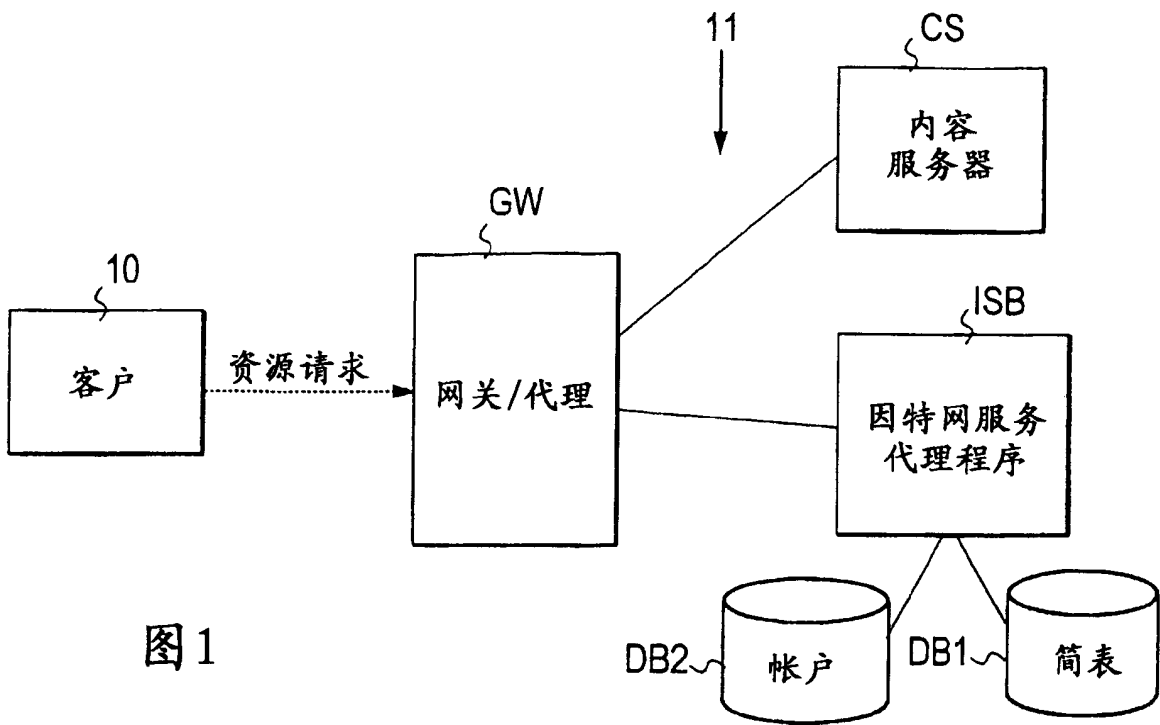 11
CS
内容
服务器
GW
10
ISB
客户
资源请求
网关/代理
因特网服务
代理程序
图1
DB2
帐户
DB1
简表